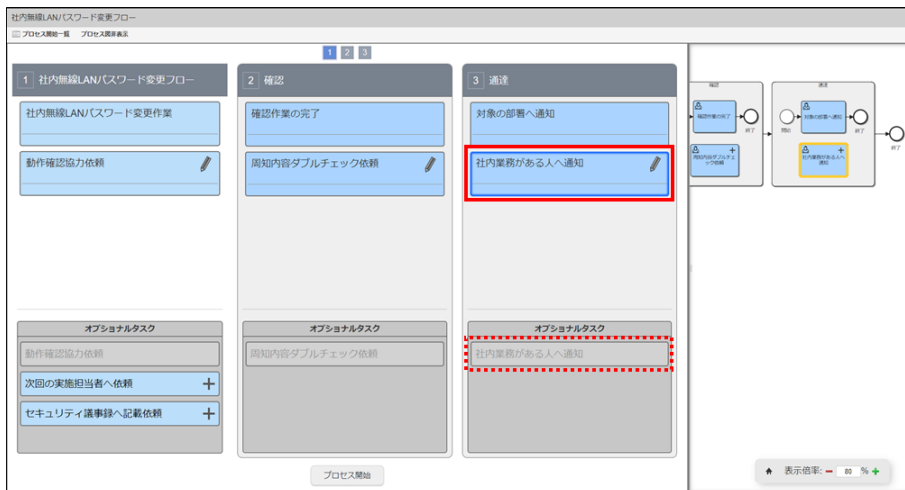 社内無線LANパスワード変更フロー
プロセス開始一覧 プロセス図非表示
1 2 3
1 社内無線LANパスワード変更フロー
社内無線LANパスワード変更作業
動作確認協力依頼
オプショナルタスク
動作確認協力依頼
次回の実施担当者へ依頼 +
セキュリティ議事録へ記載依頼 +
2 確認
確認作業の完了
周知内容ダブルチェック依頼
オプショナルタスク
周知内容ダブルチェック依頼
3 通達
対象の部署へ通知
社内業務がある人へ通知
オプショナルタスク
社内業務がある人へ通知
プロセス開始
確認
確認作業の完了
終了
周知内容ダブルチェ
ック依頼
通達
開始
対象の部署へ通知
終了
社内業務がある人へ
通知
終了
表示倍率: - 80 % +